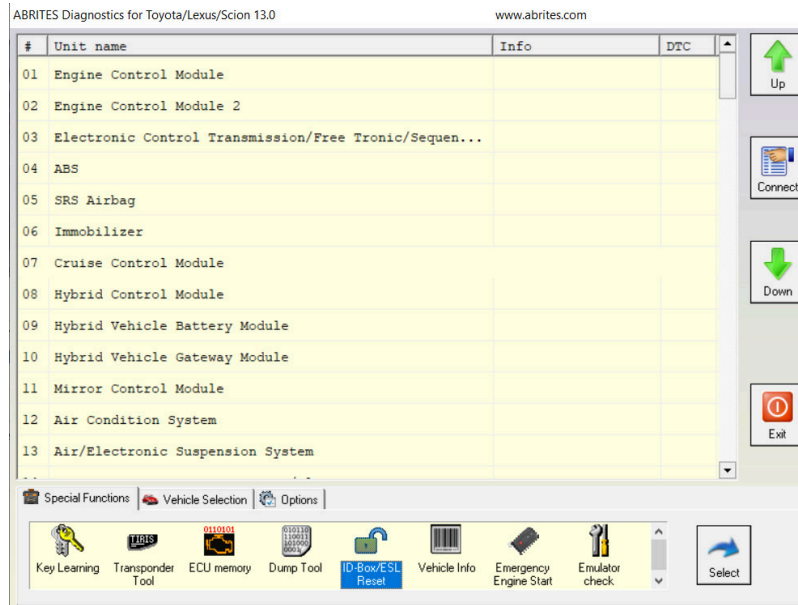 ABRITES Diagnostics for Toyota/Lexus/Scion 13.0 www.abrites.com
# Unit name Info DTC
01 Engine Control Module
02 Engine Control Module 2
03 Electronic Control Transmission/Free Tronic/Sequen...
04 ABS
05 SRS Airbag
06 Immobilizer
07 Cruise Control Module
08 Hybrid Control Module
09 Hybrid Vehicle Battery Module
10 Hybrid Vehicle Gateway Module
11 Mirror Control Module
12 Air Condition System
13 Air/Electronic Suspension System
Up
Connect
Down
Exit
Special Functions Vehicle Selection Options
TIRIS
0110101
010110
110011
101000
0001
Key Learning
Transponder
Tool
ECU memory
Dump Tool
ID-Box/ESL
Reset
Vehicle Info
Emergency
Engine Start
Emulator
check
Select